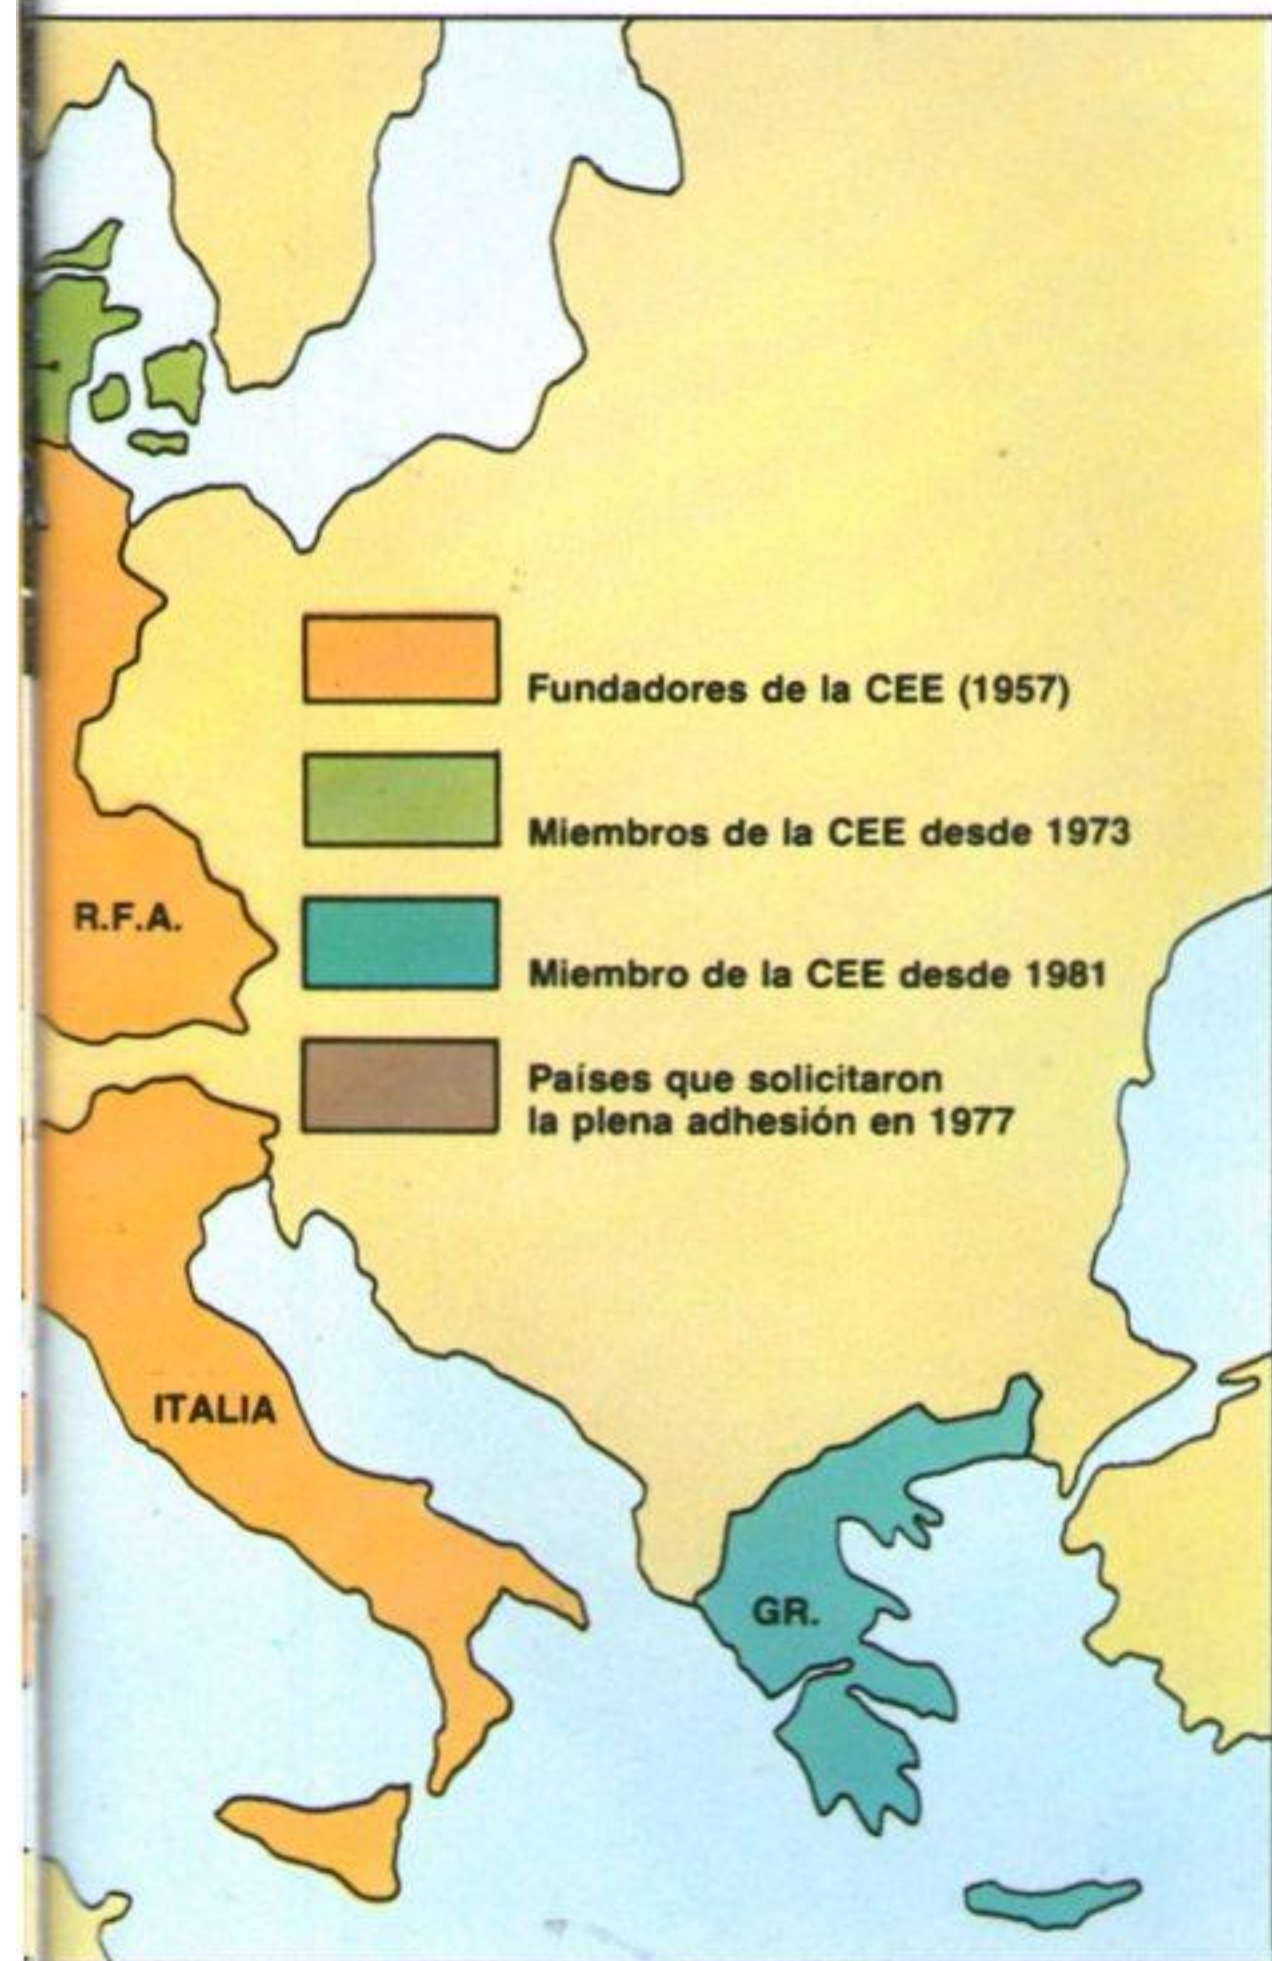 Fundadores de la CEE (1957)
Miembros de la CEE desde 1973
R.F.A.
Miembro de la CEE desde 1981
Países que solicitaron
la plena adhesión en 1977
ITALIA
GR.